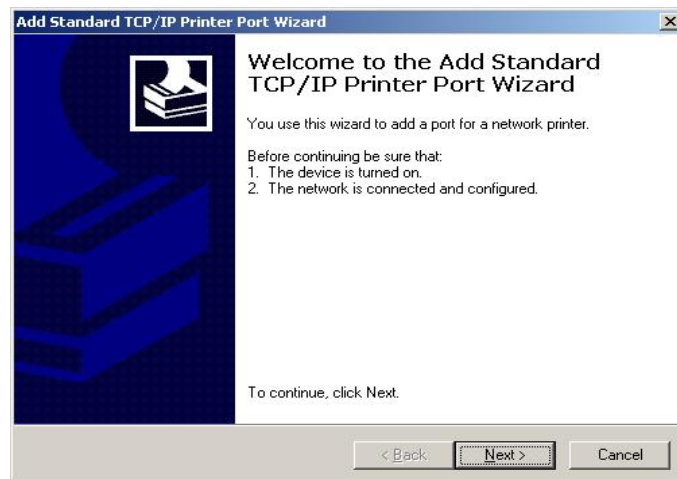 Add Standard TCP/IP Printer Port Wizard
Welcome to the Add Standard
TCP/IP Printer Port Wizard
You use this wizard to add a port for a network printer.
Before continuing be sure that:
1. The device is turned on.
2. The network is connected and configured.
To continue, click Next.
< Back Next > Cancel